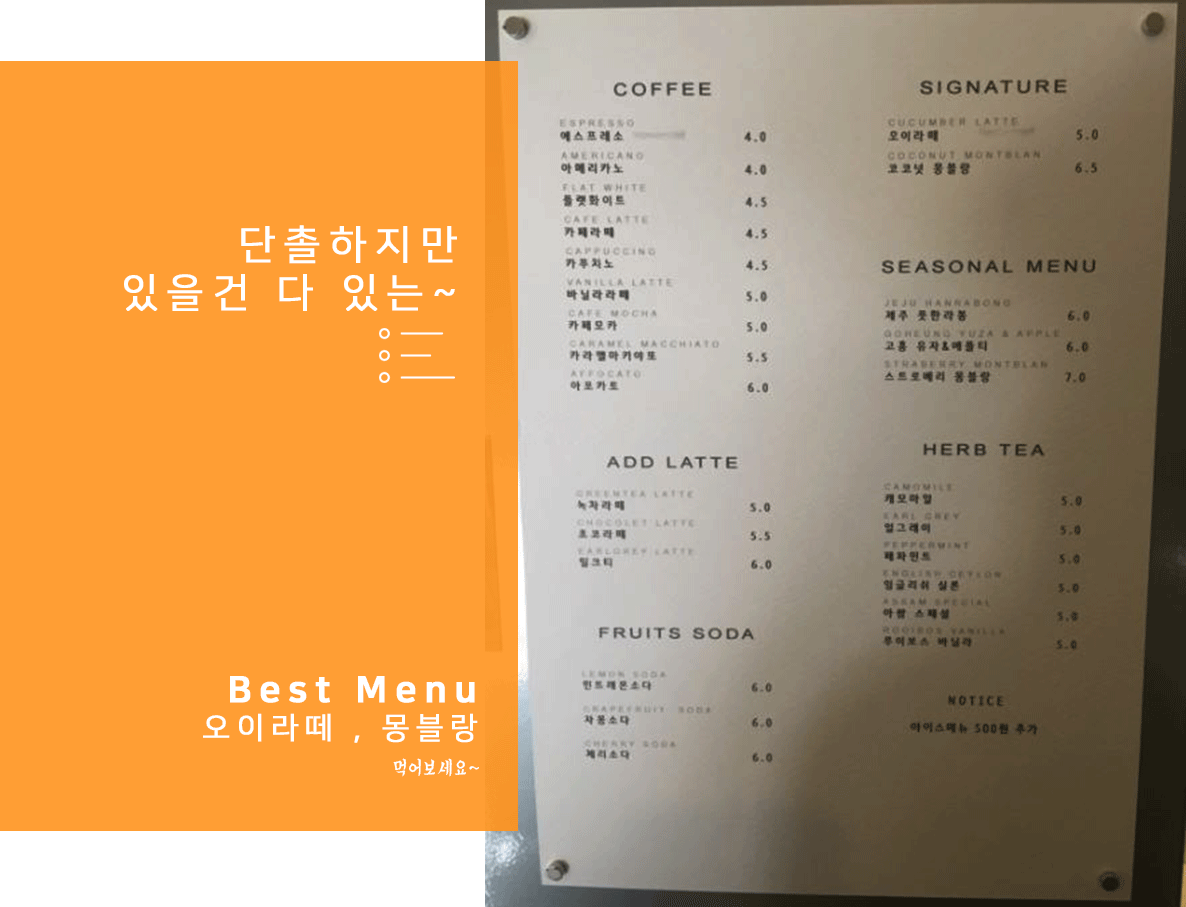 단촐하지만
있을건 다 있는~
Best Menu
오이라떼 , 몽블랑
먹어보세요~
COFFEE
ESPRESSO
에스프레소 4.0
AMERICANO
아메리카노 4.0
FLAT WHITE
플랫화이트 4.5
CAFE LATTE
카페라떼 4.5
CAPPUCCINO
카푸치노 4.5
VANILLA LATTE
바닐라라떼 5.0
CAFE MOCHA
카페모카 5.0
CARAMEL MACCHIATO
카라멜마키아또 5.5
AFFOCATO
아포카토 6.0
ADD LATTE
GREENTEA LATTE
녹차라떼 5.0
CHOCOLET LATTE
초코라떼 5.5
EARLGREY LATTE
밀크티 6.0
FRUITS SODA
LEMON SODA
민트레몬소다 6.0
GRAPEFRUIT SODA
자몽소다 6.0
CHERRY SODA
체리소다 6.0
SIGNATURE
CUCUMBER LATTE
오이라떼 5.0
COCONUT MONTBLAN
코코넛 몽블랑 6.5
SEASONAL MENU
JEJU HANRABONG
제주 풋한라봉 6.0
GOHEUNG YUZA & APPLE
고흥 유자&애플티 6.0
STRABERRY MONTBLAN
스트로베리 몽블랑 7.0
HERB TEA
CAMOMILE
캐모마일 5.0
EARL GREY
얼그레이 5.0
PEPPERMINT
페파민트 5.0
ENGLISH CEYLON
잉글리쉬 실론 5.0
ASSAM SPECIAL
아쌈 스페셜 5.0
ROOIBOS VANILLA
루이보스 바닐라 5.0
NOTICE
아이스메뉴 500원 추가